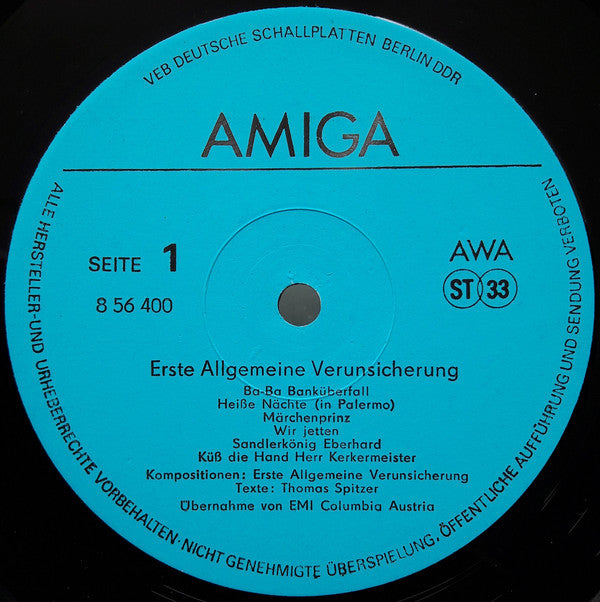 VEB DEUTSCHE SCHALLPLATTEN BERLIN DDR
AMIGA
SEITE 1
8 56 400
AWA
ST 33
Erste Allgemeine Verunsicherung
Ba-Ba Banküberfall
Heiße Nächte (in Palermo)
Märchenprinz
Wir jetten
Sandlerkönig Eberhard
Küß die Hand Herr Kerkermeister
Kompositionen: Erste Allgemeine Verunsicherung
Texte: Thomas Spitzer
Übernahme von EMI Columbia Austria
ALLE HERSTELLER-UND URHEBERRECHTE VORBEHALTEN·NICHT GENEHMIGTE ÜBERSPIELUNG, ÖFFENTLICHE AUFFÜHRUNG UND SENDUNG VERBOTEN